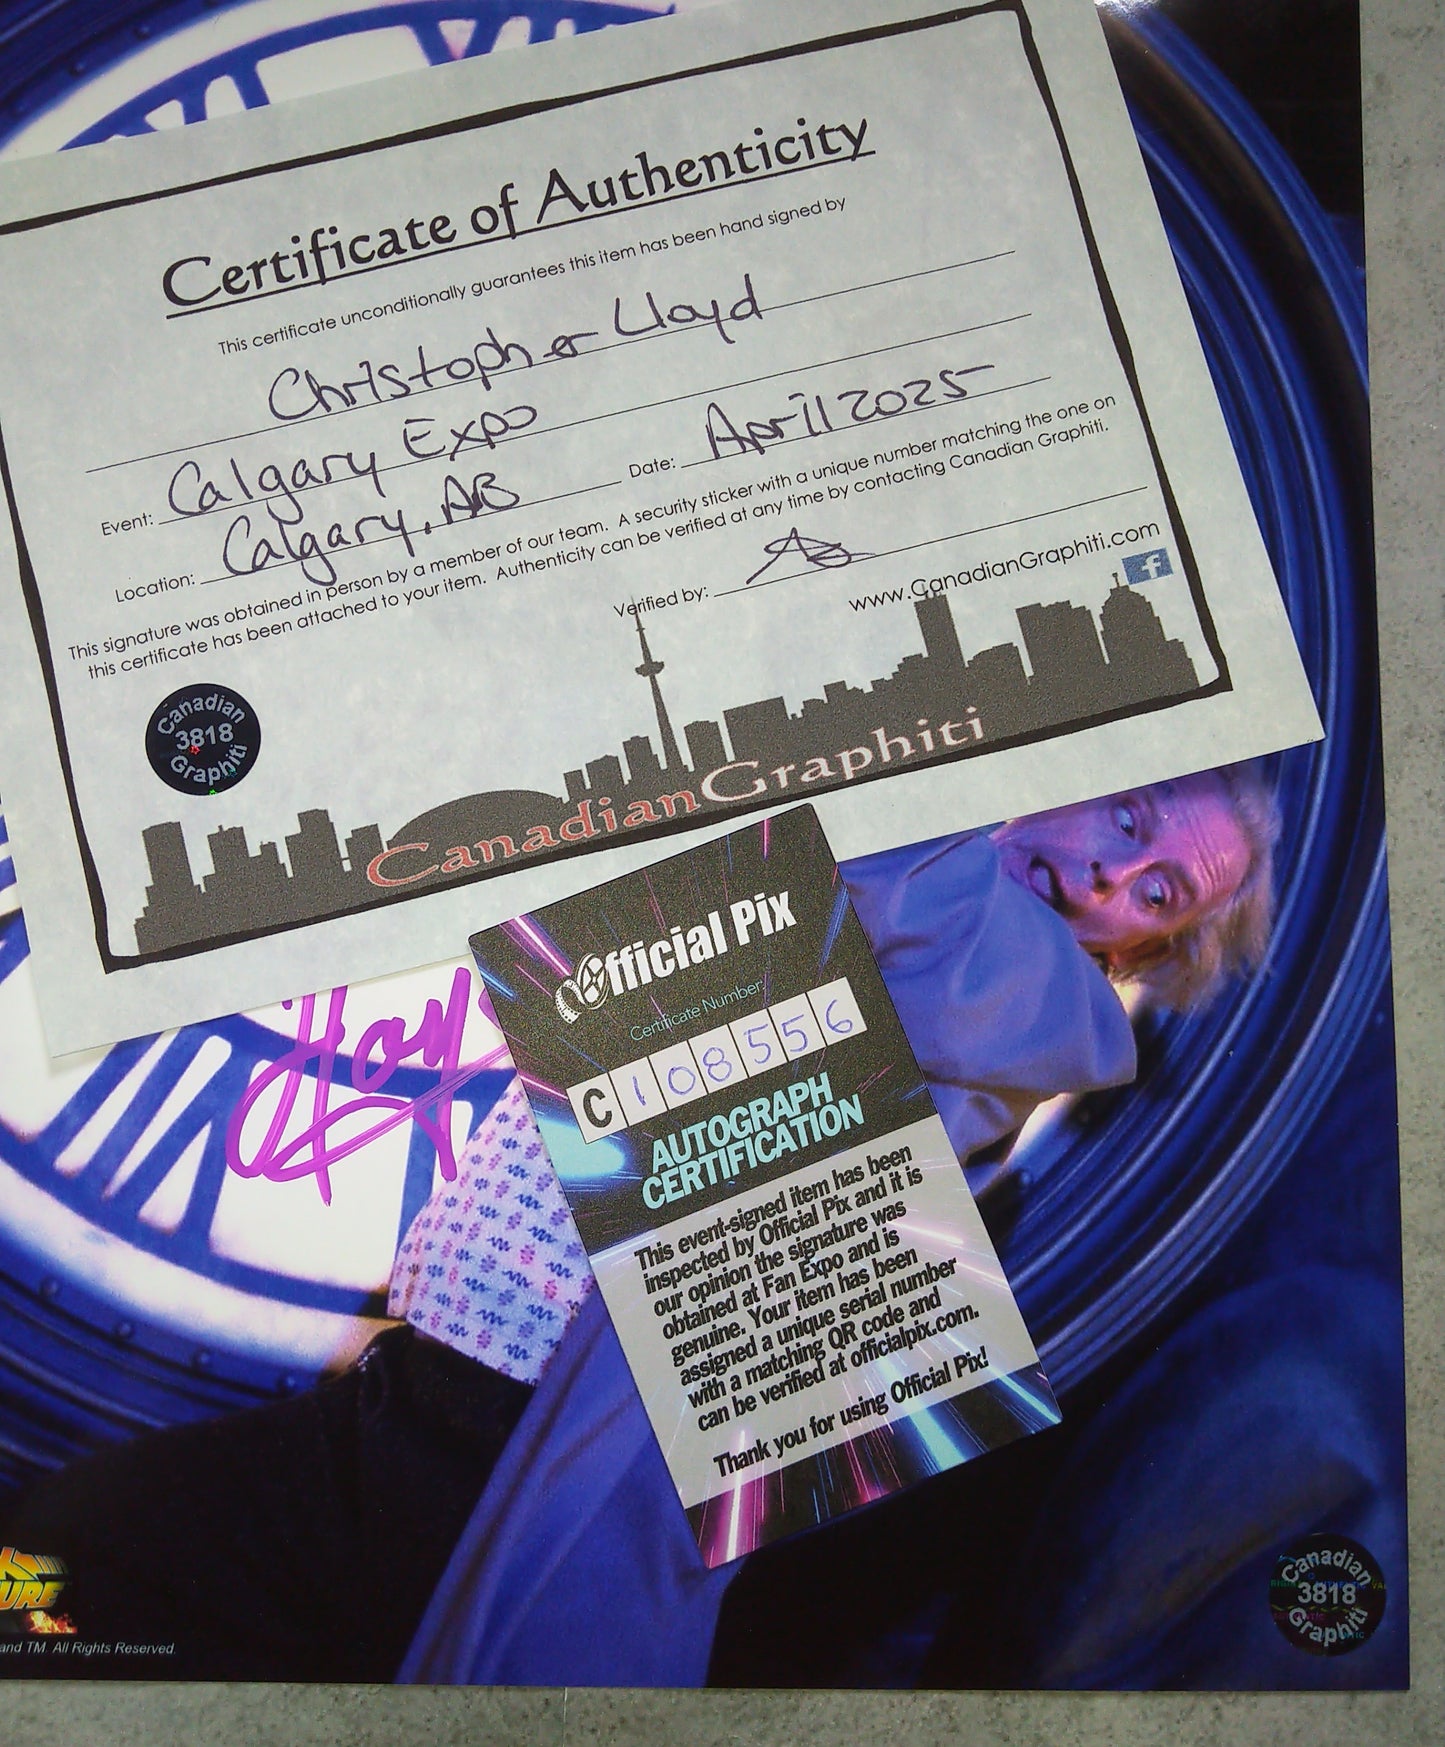 Certificate of Authenticity
This certificate unconditionally guarantees this item has been hand signed by
Christopher Lloyd
Event: Calgary Expo
Location: Calgary, AB
Date: April 2025
This signature was obtained in person by a member of our team. A security sticker with a unique number matching the one on
this certificate has been attached to your item. Authenticity can be verified at any time by contacting Canadian Graphiti.
Verified by:
www.CanadianGraphiti.com
f
Canadian
3818
Graphiti
CanadianGraphiti
Official Pix
Certificate Number:
C108556
AUTOGRAPH
CERTIFICATION
This event-signed item has been
inspected by Official Pix and it is
our opinion the signature was
obtained at Fan Expo and is
genuine. Your item has been
assigned a unique serial number
with a matching QR code and
can be verified at officialpix.com.
Thank you for using Official Pix!
and TM. All Rights Reserved.
Canadian
3818
Graphiti